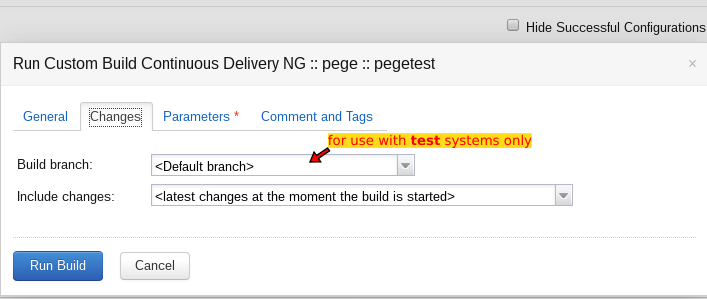 Hide Successful Configurations
Run Custom Build Continuous Delivery NG :: pege :: pegetest ×
General Changes Parameters * Comment and Tags
for use with test systems only
Build branch: <Default branch>
Include changes: <latest changes at the moment the build is started>
Run Build Cancel